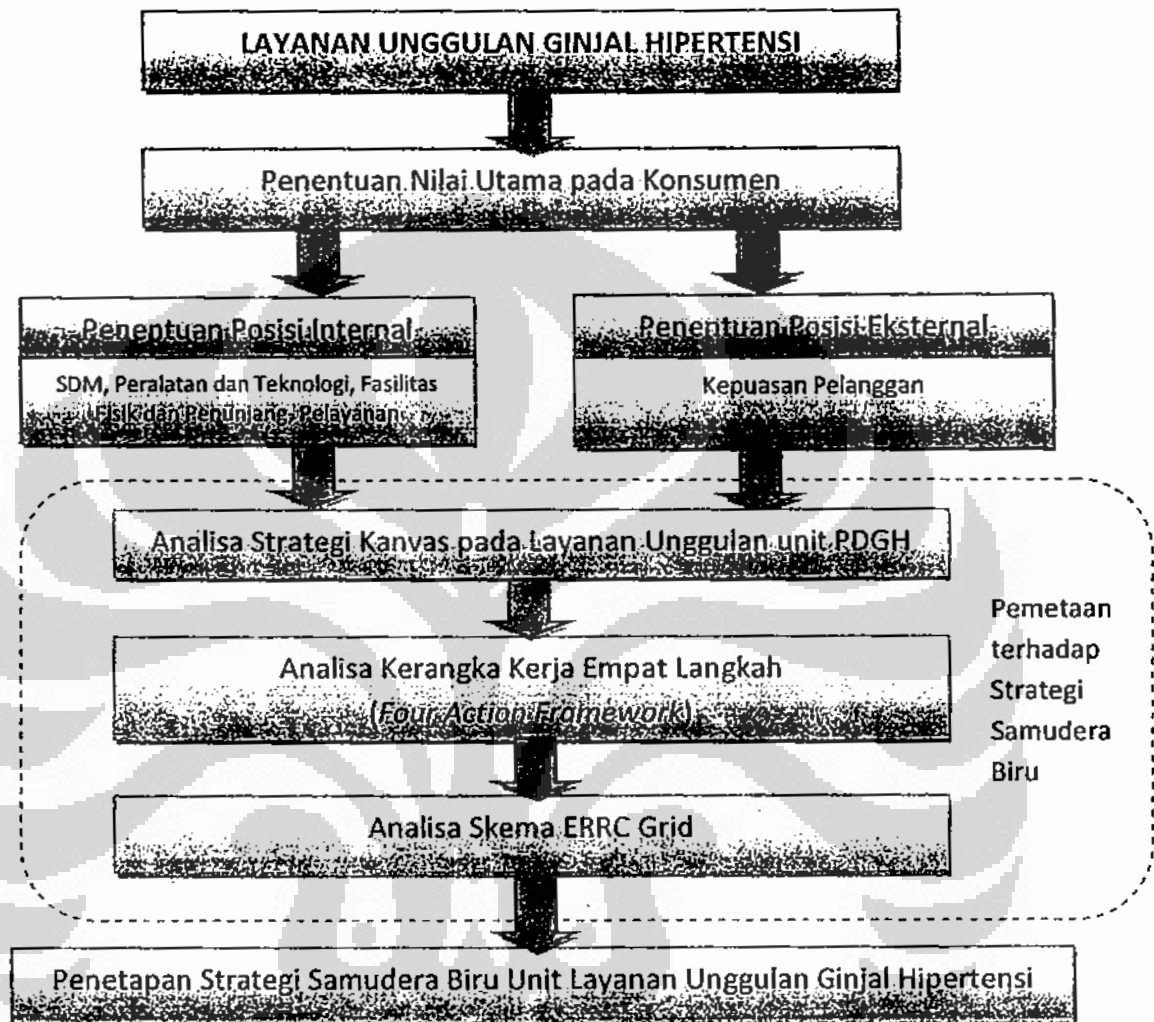 LAYANAN UNGGULAN GINJAL HIPERTENSI
Penentuan Nilai Utama pada Konsumen
Penentuan Posisi Internal
SDM, Peralatan dan Teknologi, Fasilitas
Fisik dan Penunjang, Pelayanan
Penentuan Posisi Eksternal
Kepuasan Pelanggan
Analisa Strategi Kanvas pada Layanan Unggulan unit PDGH
Analisa Kerangka Kerja Empat Langkah
(Four Action Framework)
Analisa Skema ERRC Grid
Pemetaan
terhadap
Strategi
Samudera
Biru
Penetapan Strategi Samudera Biru Unit Layanan Unggulan Ginjal Hipertensi